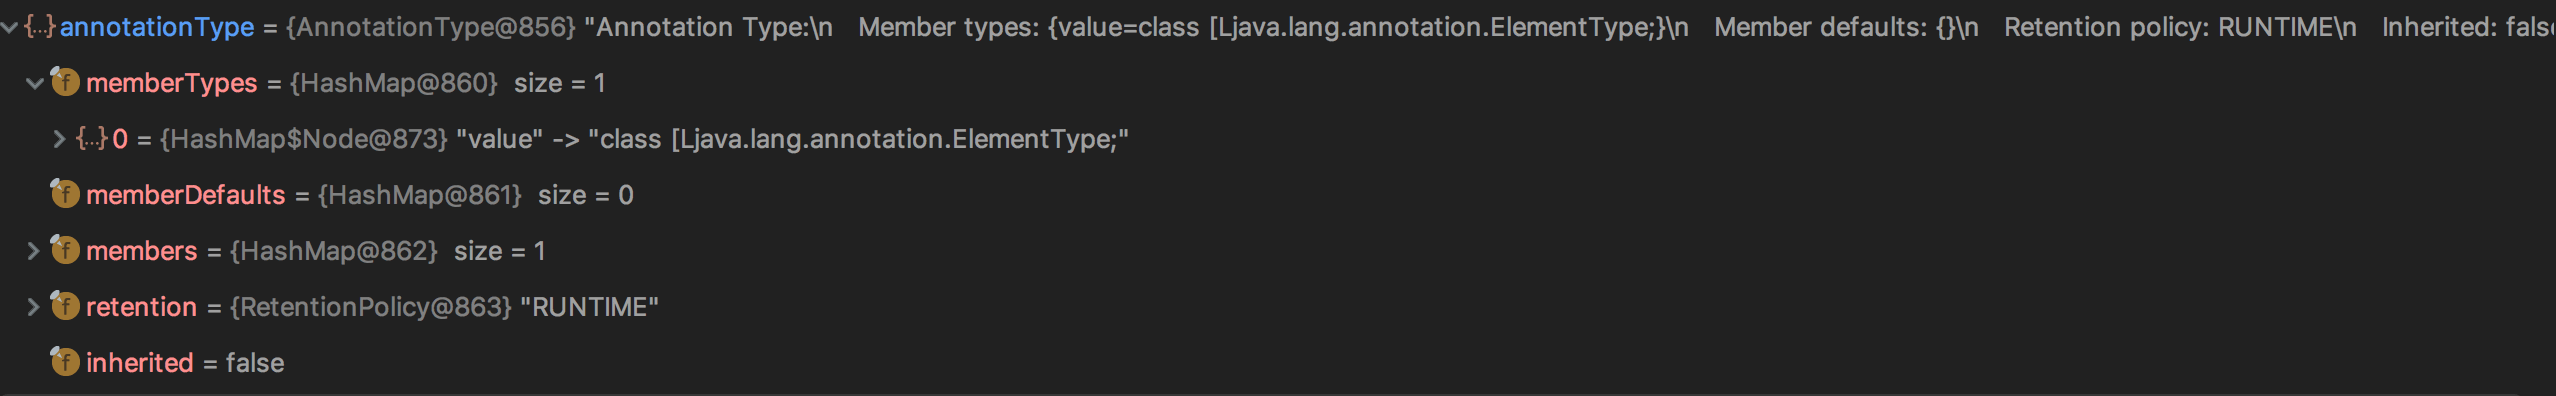 {...} annotationType = {AnnotationType@856} "Annotation Type:\n   Member types: {value=class [Ljava.lang.annotation.ElementType;}\n   Member defaults: {}\n   Retention policy: RUNTIME\n   Inherited: fals
f memberTypes = {HashMap@860}  size = 1
{...} 0 = {HashMap$Node@873} "value" -> "class [Ljava.lang.annotation.ElementType;"
f memberDefaults = {HashMap@861}  size = 0
f members = {HashMap@862}  size = 1
f retention = {RetentionPolicy@863} "RUNTIME"
f inherited = false